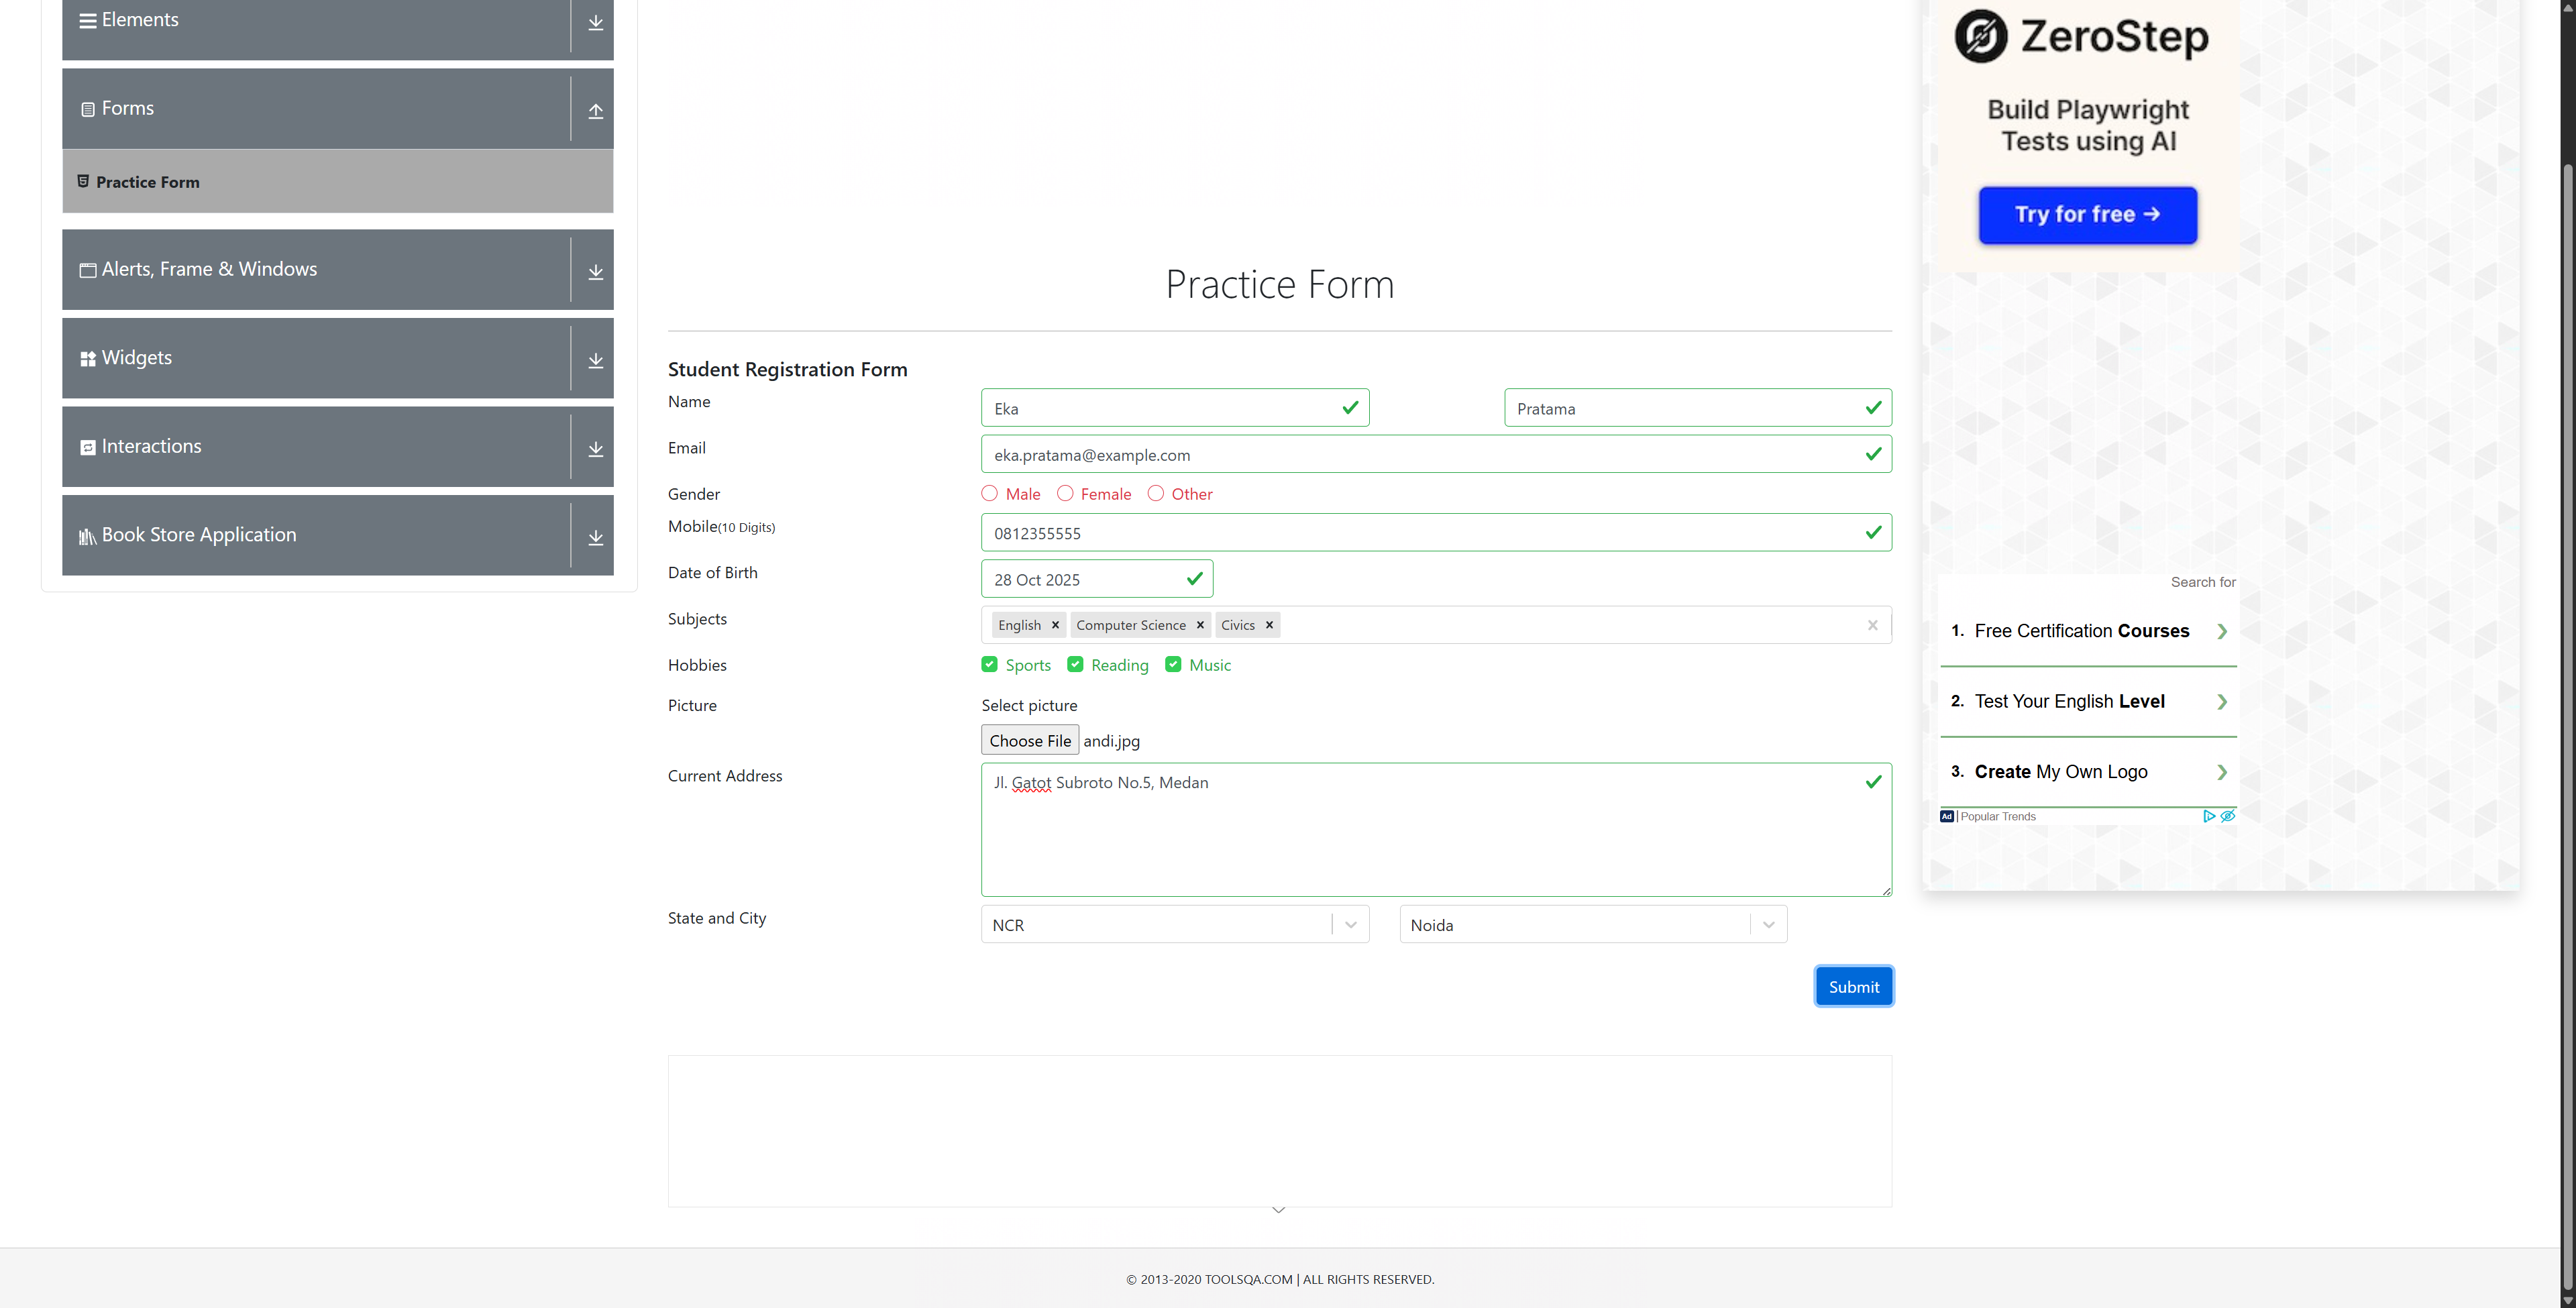 Elements
Forms
Practice Form
Alerts, Frame & Windows
Widgets
Interactions
Book Store Application
Practice Form
Student Registration Form
Name Eka Pratama
Email eka.pratama@example.com
Gender Male Female Other
Mobile(10 Digits) 0812355555
Date of Birth 28 Oct 2025
Subjects English Computer Science Civics
Hobbies Sports Reading Music
Picture Select picture
Choose File andi.jpg
Current Address Jl. Gatot Subroto No.5, Medan
State and City NCR Noida
Submit
ZeroStep
Build Playwright
Tests using AI
Try for free →
Search for
1. Free Certification Courses
2. Test Your English Level
3. Create My Own Logo
Ad | Popular Trends
© 2013-2020 TOOLSQA.COM | ALL RIGHTS RESERVED.